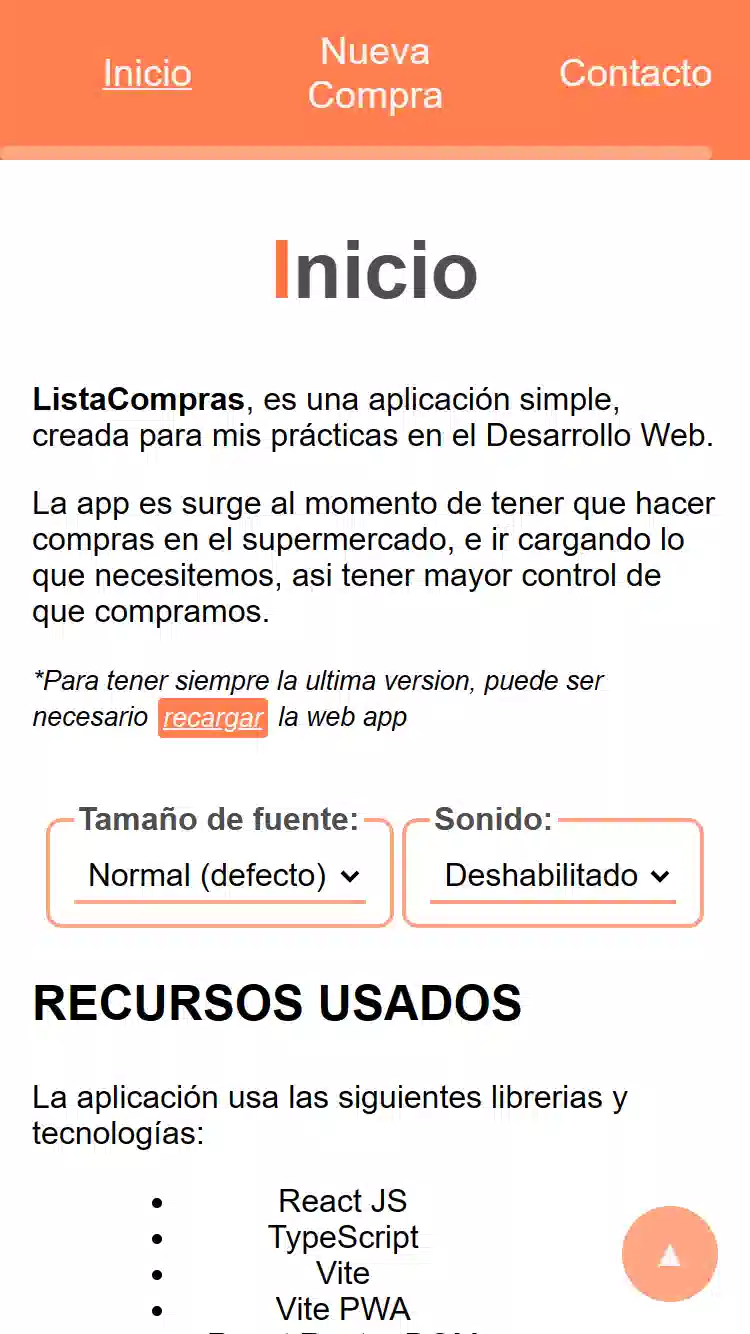 Inicio
Nueva
Compra
Contacto
Inicio
ListaCompras, es una aplicación simple,
creada para mis prácticas en el Desarrollo Web.
La app es surge al momento de tener que hacer
compras en el supermercado, e ir cargando lo
que necesitemos, asi tener mayor control de
que compramos.
*Para tener siempre la ultima version, puede ser
necesario recargar la web app
Tamaño de fuente:
Normal (defecto)
Sonido:
Deshabilitado
RECURSOS USADOS
La aplicación usa las siguientes librerias y
tecnologías:
• React JS
• TypeScript
• Vite
• Vite PWA